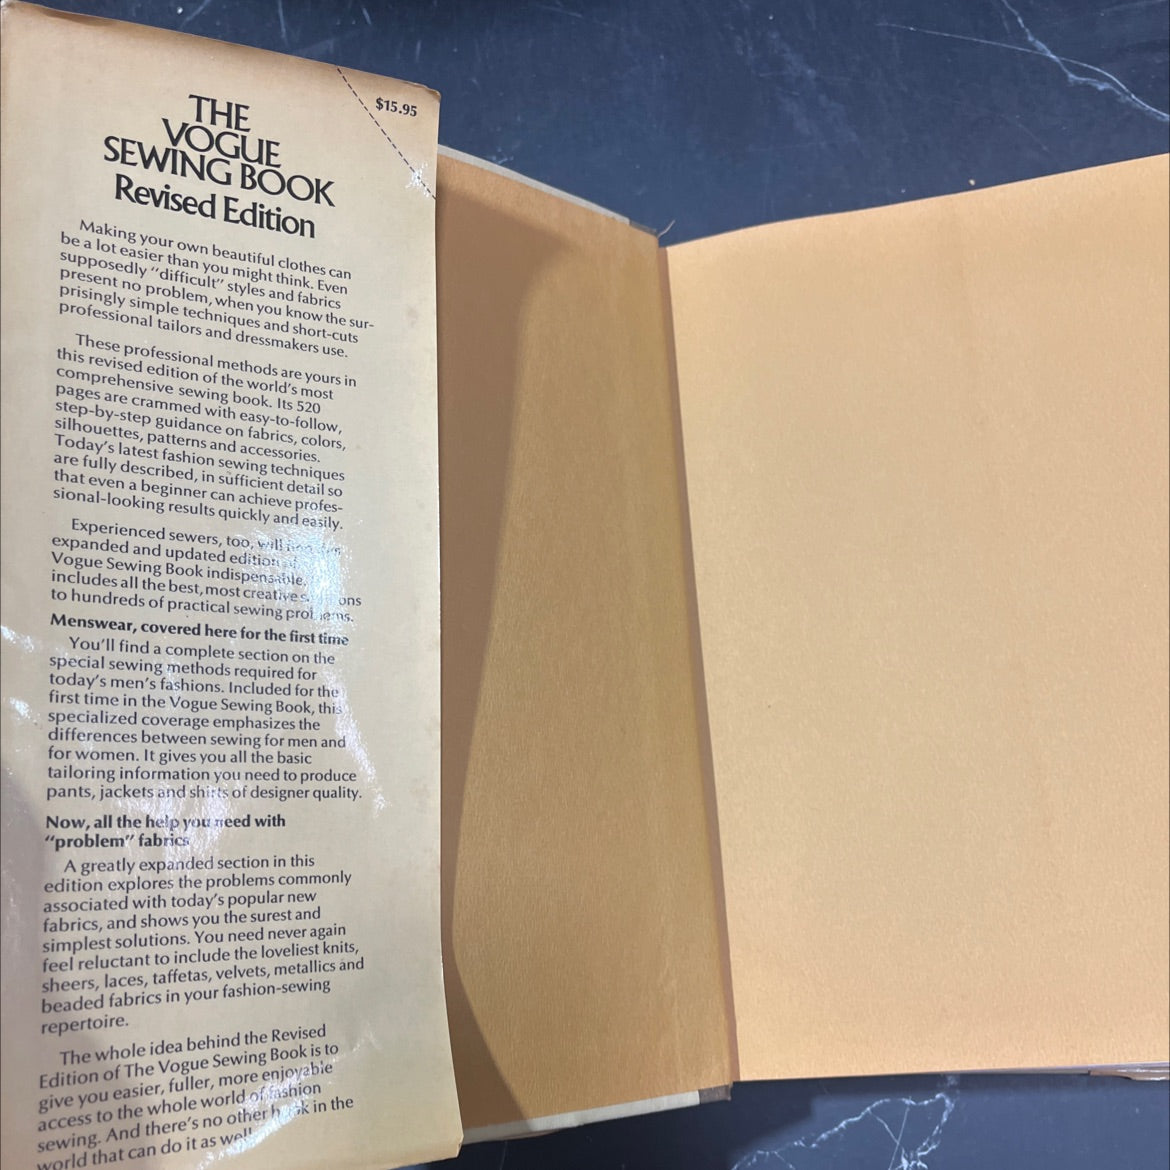 $15.95
THE
VOGUE
SEWING BOOK
Revised Edition
Making your own beautiful clothes can
be a lot easier than you might think. Even
supposedly "difficult" styles and fabrics
present no problem, when you know the sur-
prisingly simple techniques and short-cuts
professional tailors and dressmakers use.
These professional methods are yours in
this revised edition of the world's most
comprehensive sewing book. Its 520
pages are crammed with easy-to-follow,
step-by-step guidance on fabrics, colors,
silhouettes, patterns and accessories.
Today's latest fashion sewing techniques
are fully described, in sufficient detail so
that even a beginner can achieve profes-
sional-looking results quickly and easily.
Experienced sewers, too, will
expanded and updated edition
Vogue Sewing Book indispensable.
includes all the best, most creative
to hundreds of practical sewing problems.
Menswear, covered here for the first time
You'll find a complete section on the
special sewing methods required for
today's men's fashions. Included for the
first time in the Vogue Sewing Book, this
specialized coverage emphasizes the
differences between sewing for men and
for women. It gives you all the basic
tailoring information you need to produce
pants, jackets and shirts of designer quality.
Now, all the help you need with
"problem" fabrics
A greatly expanded section in this
edition explores the problems commonly
associated with today's popular new
fabrics, and shows you the surest and
simplest solutions. You need never again
feel reluctant to include the loveliest knits,
sheers, laces, taffetas, velvets, metallics and
beaded fabrics in your fashion-sewing
repertoire.
The whole idea behind the Revised
Edition of The Vogue Sewing Book is to
give you easier, fuller, more enjoyable
access to the whole world of fashion
sewing. And there's no other book in the
world that can do it as well